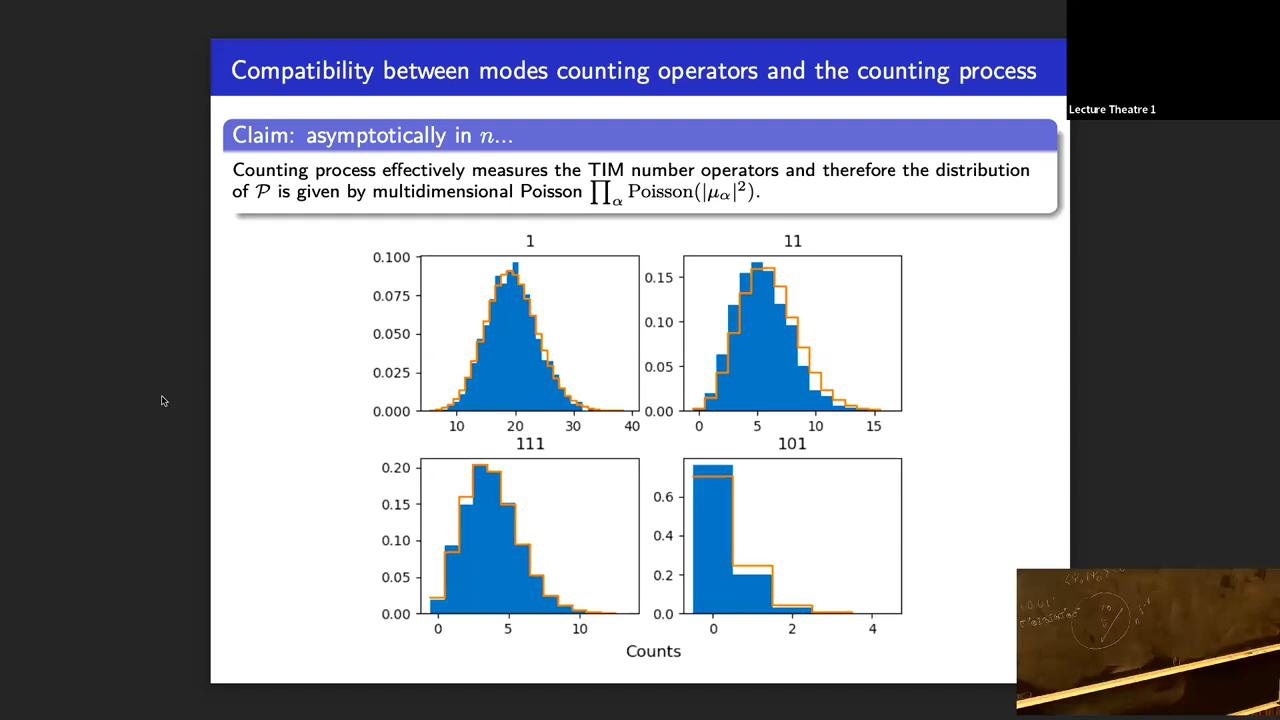 Compatibility between modes counting operators and the counting process
Lecture Theatre 1
Claim: asymptotically in n...
Counting process effectively measures the TIM number operators and therefore the distribution
of 𝒫 is given by multidimensional Poisson ∏α Poisson(|μα|²).
1
0.100
0.075
0.050
0.025
0.000
10 20 30 40
11
0.15
0.10
0.05
0.00
0 5 10 15
111
0.20
0.15
0.10
0.05
0.00
0 5 10
101
0.6
0.4
0.2
0.0
0 2 4
Counts